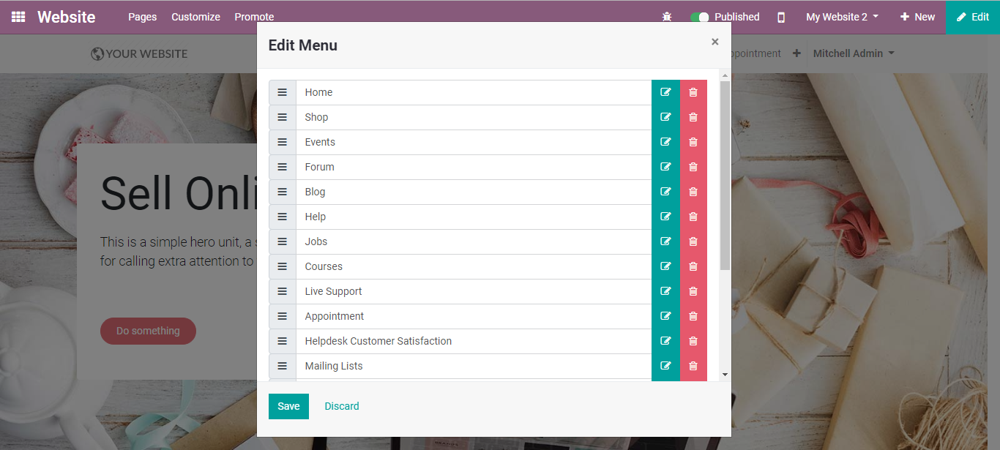 Website Pages Customize Promote Published My Website 2 New Edit
Edit Menu ×
YOUR WEBSITE Mitchell Admin
Home
Shop
Events
Forum
Blog
Help
Jobs
Courses
Live Support
Appointment
Helpdesk Customer Satisfaction
Mailing Lists
Sell Onli
This is a simple hero unit, a s
for calling extra attention to
Do something
Save Discard